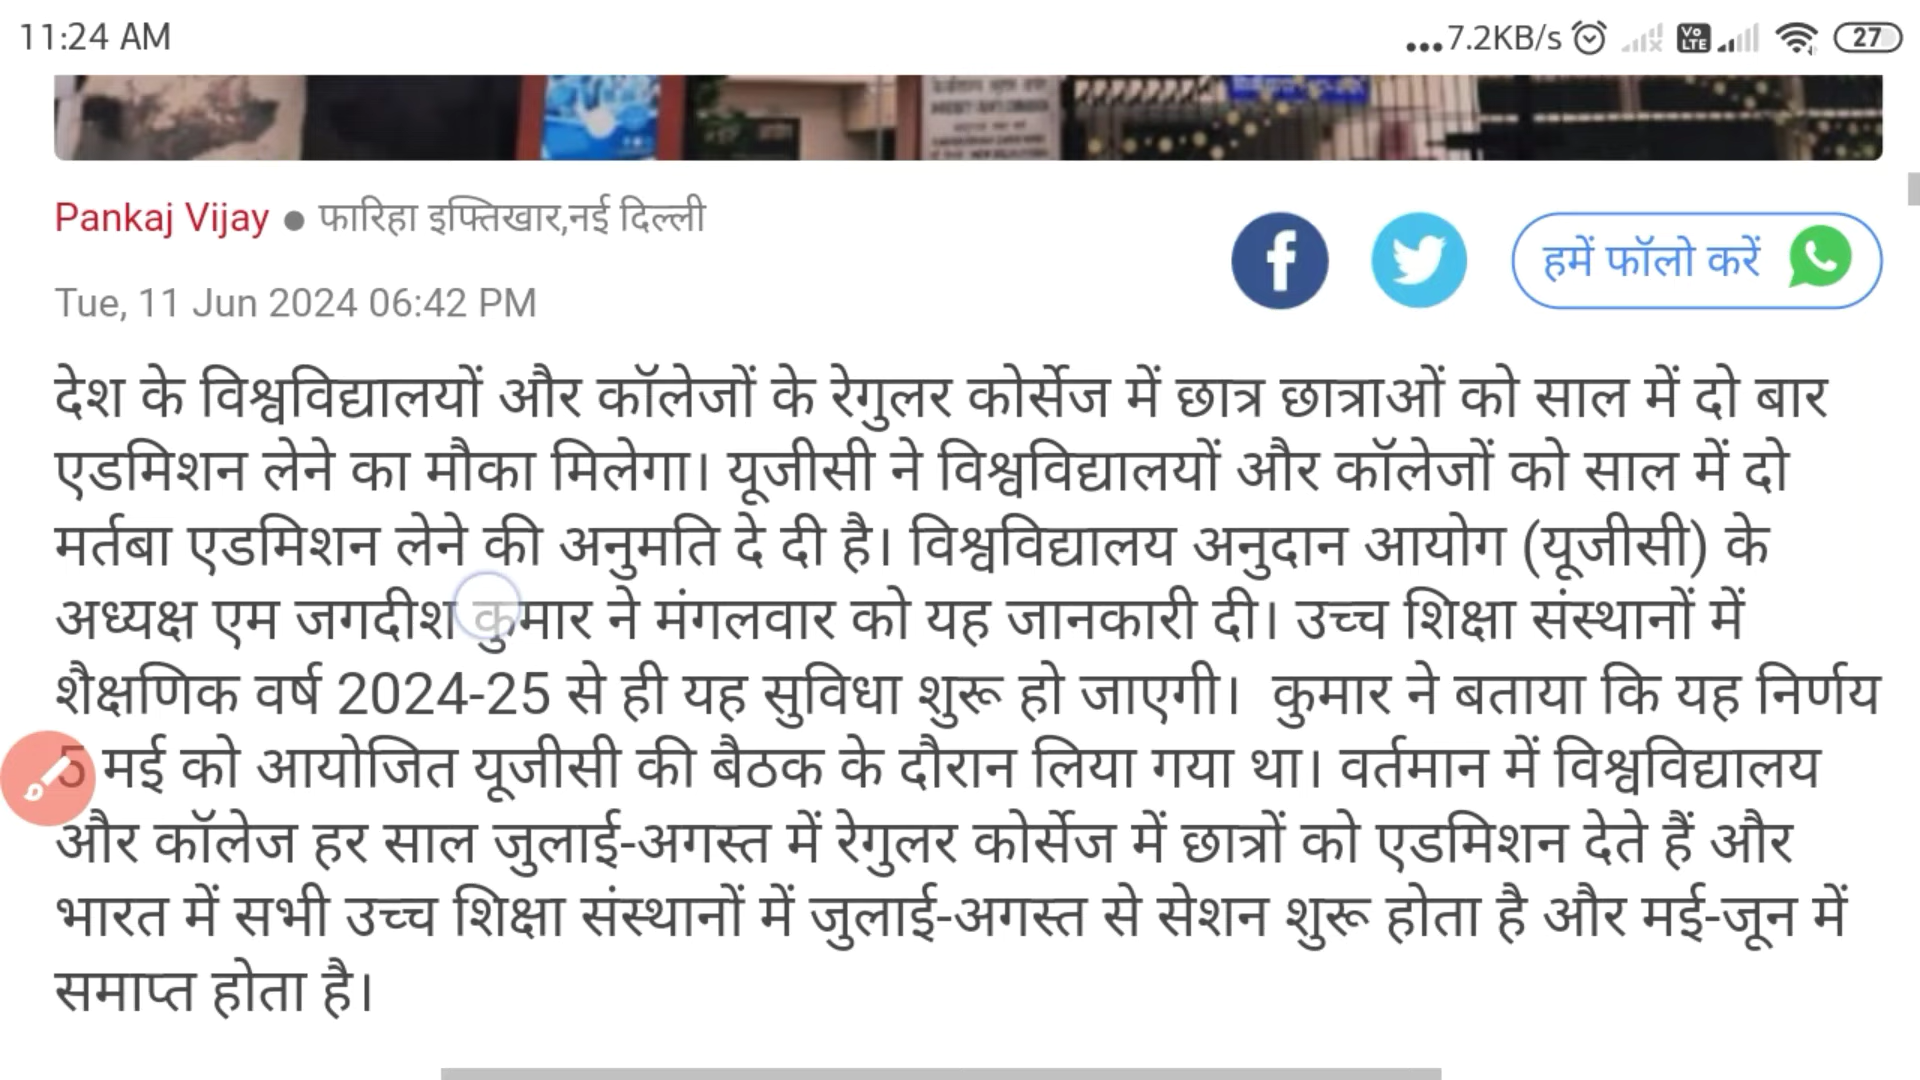 11:24 AM
...7.2KB/s
Vo LTE
27
Pankaj Vijay ● फारिहा इफ्तिखार,नई दिल्ली
हमें फॉलो करें
Tue, 11 Jun 2024 06:42 PM
देश के विश्वविद्यालयों और कॉलेजों के रेगुलर कोर्सेज में छात्र छात्राओं को साल में दो बार
एडमिशन लेने का मौका मिलेगा। यूजीसी ने विश्वविद्यालयों और कॉलेजों को साल में दो
मर्तबा एडमिशन लेने की अनुमति दे दी है। विश्वविद्यालय अनुदान आयोग (यूजीसी) के
अध्यक्ष एम जगदीश कुमार ने मंगलवार को यह जानकारी दी। उच्च शिक्षा संस्थानों में
शैक्षणिक वर्ष 2024-25 से ही यह सुविधा शुरू हो जाएगी। कुमार ने बताया कि यह निर्णय
5 मई को आयोजित यूजीसी की बैठक के दौरान लिया गया था। वर्तमान में विश्वविद्यालय
और कॉलेज हर साल जुलाई-अगस्त में रेगुलर कोर्सेज में छात्रों को एडमिशन देते हैं और
भारत में सभी उच्च शिक्षा संस्थानों में जुलाई-अगस्त से सेशन शुरू होता है और मई-जून में
समाप्त होता है।